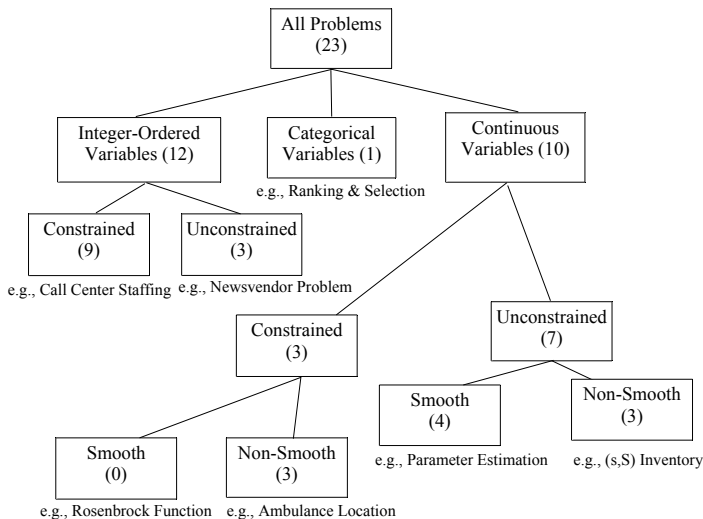 All Problems
(23)
Integer-Ordered
Variables (12)
Categorical
Variables (1)
e.g., Ranking & Selection
Continuous
Variables (10)
Constrained
(9)
e.g., Call Center Staffing
Unconstrained
(3)
e.g., Newsvendor Problem
Constrained
(3)
Unconstrained
(7)
Smooth
(4)
e.g., Parameter Estimation
Non-Smooth
(3)
e.g., (s,S) Inventory
Smooth
(0)
e.g., Rosenbrock Function
Non-Smooth
(3)
e.g., Ambulance Location